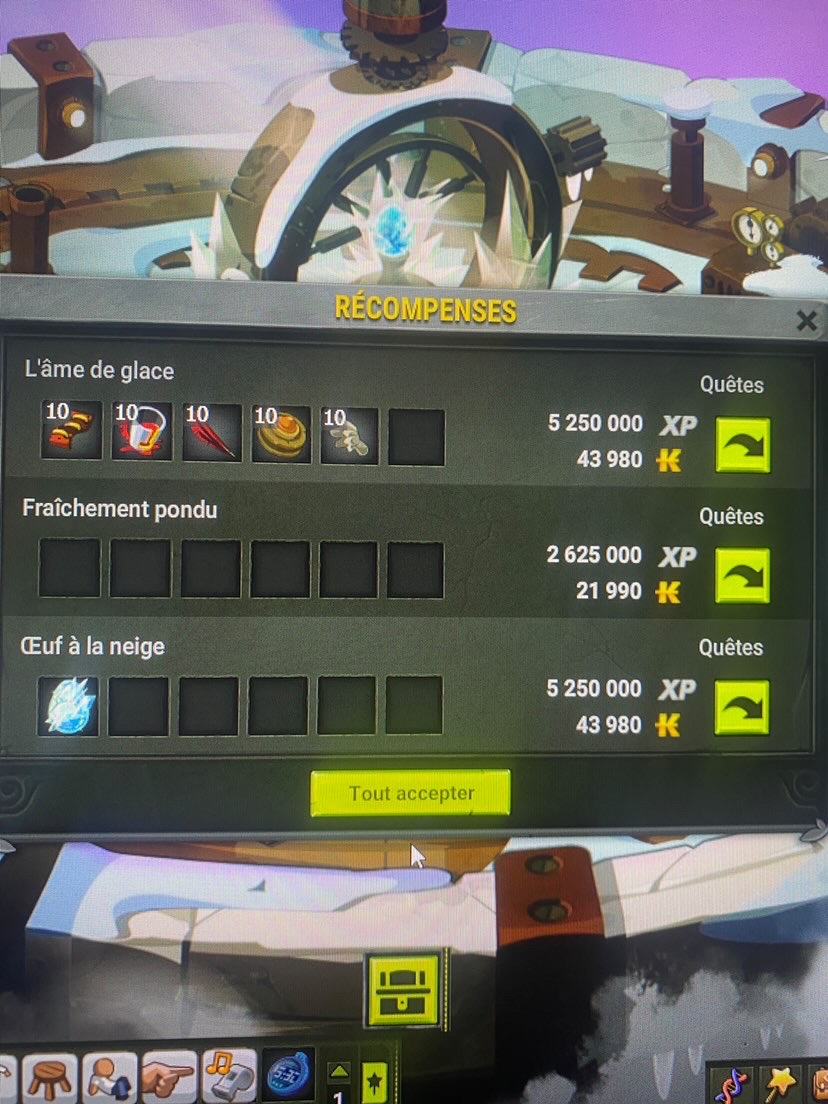 RÉCOMPENSES
L'âme de glace
Quêtes
10 10 10 10 10
5 250 000 XP
43 980 K
Fraîchement pondu
Quêtes
2 625 000 XP
21 990 K
Œuf à la neige
Quêtes
5 250 000 XP
43 980 K
Tout accepter
5:30
1